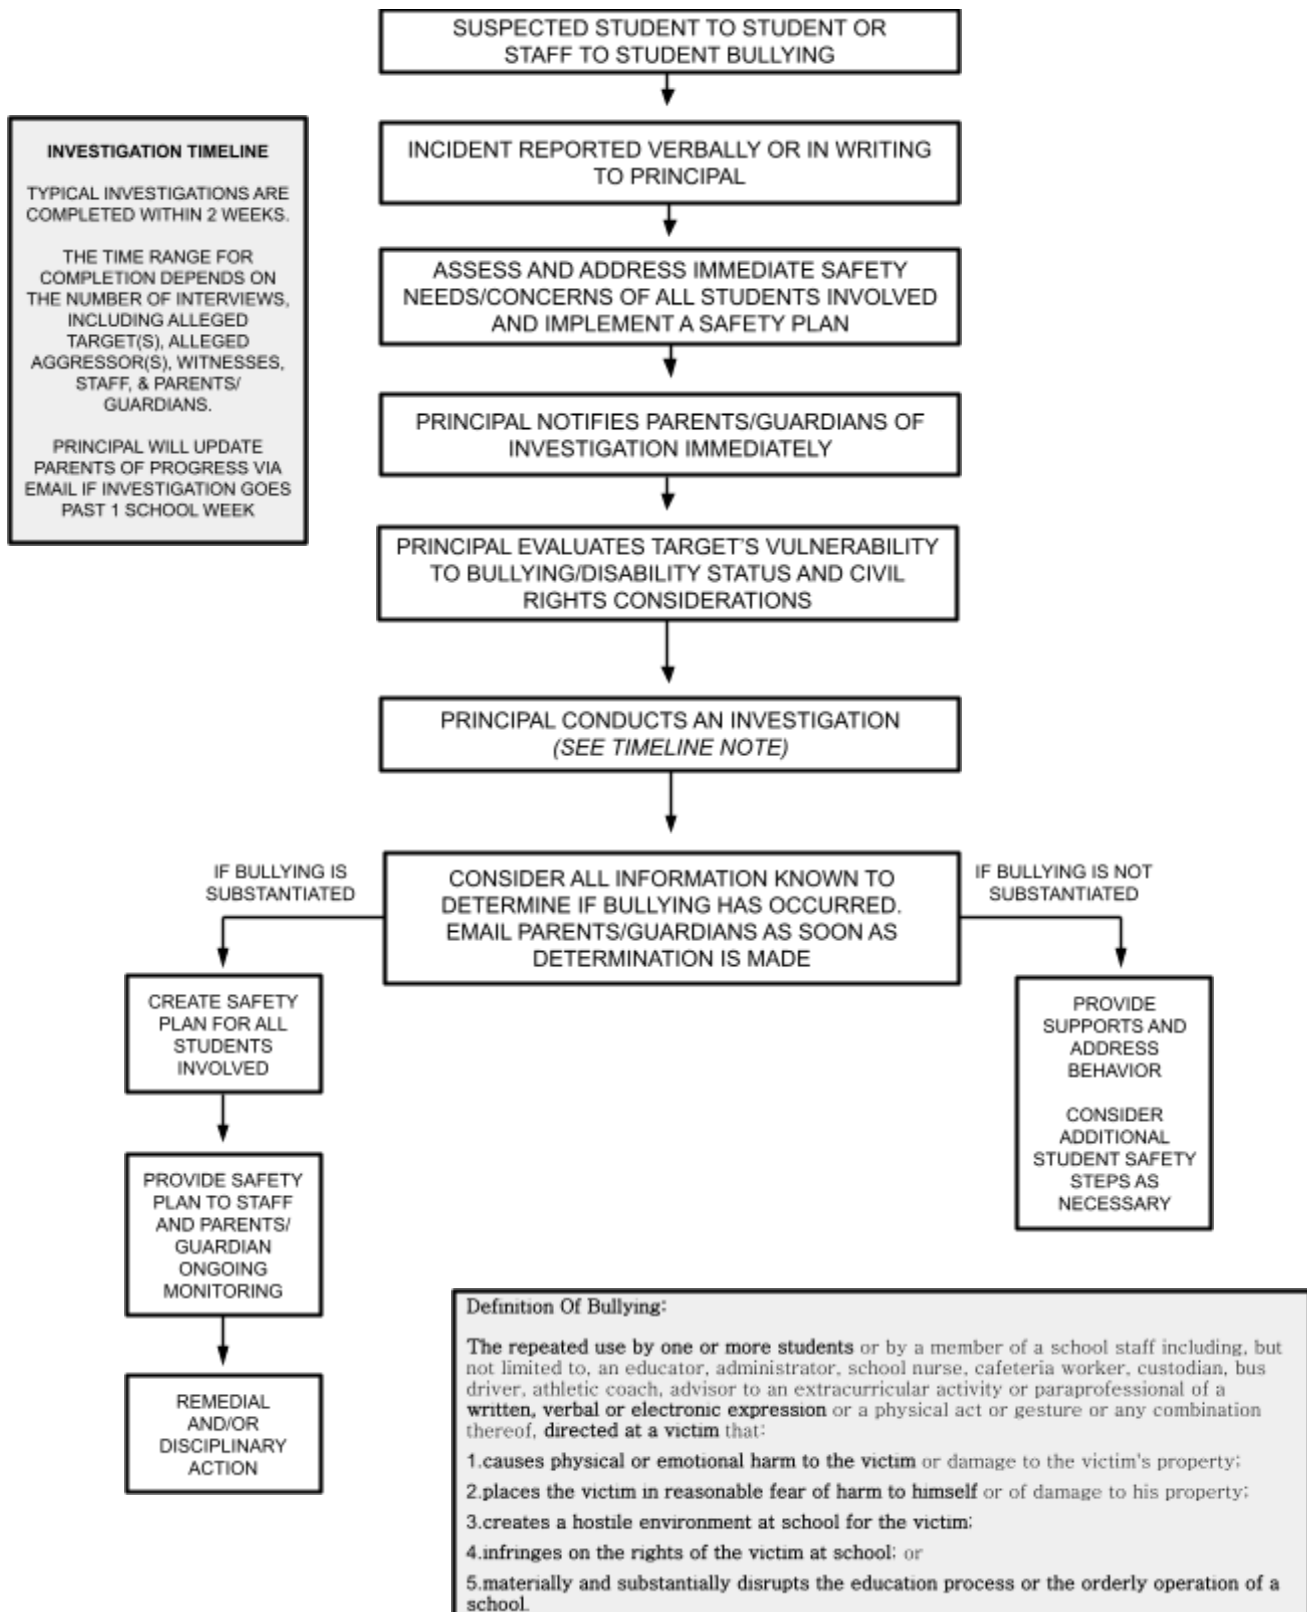 SUSPECTED STUDENT TO STUDENT OR
STAFF TO STUDENT BULLYING
INCIDENT REPORTED VERBALLY OR IN WRITING
TO PRINCIPAL
INVESTIGATION TIMELINE
TYPICAL INVESTIGATIONS ARE
COMPLETED WITHIN 2 WEEKS.
THE TIME RANGE FOR
COMPLETION DEPENDS ON
THE NUMBER OF INTERVIEWS,
INCLUDING ALLEGED
TARGET(S), ALLEGED
AGGRESSOR(S), WITNESSES,
STAFF, & PARENTS/
GUARDIANS.
PRINCIPAL WILL UPDATE
PARENTS OF PROGRESS VIA
EMAIL IF INVESTIGATION GOES
PAST 1 SCHOOL WEEK
ASSESS AND ADDRESS IMMEDIATE SAFETY
NEEDS/CONCERNS OF ALL STUDENTS INVOLVED
AND IMPLEMENT A SAFETY PLAN
PRINCIPAL NOTIFIES PARENTS/GUARDIANS OF
INVESTIGATION IMMEDIATELY
PRINCIPAL EVALUATES TARGET'S VULNERABILITY
TO BULLYING/DISABILITY STATUS AND CIVIL
RIGHTS CONSIDERATIONS
PRINCIPAL CONDUCTS AN INVESTIGATION
(SEE TIMELINE NOTE)
CONSIDER ALL INFORMATION KNOWN TO
DETERMINE IF BULLYING HAS OCCURRED.
EMAIL PARENTS/GUARDIANS AS SOON AS
DETERMINATION IS MADE
IF BULLYING IS
SUBSTANTIATED
CREATE SAFETY
PLAN FOR ALL
STUDENTS
INVOLVED
PROVIDE SAFETY
PLAN TO STAFF
AND PARENTS/
GUARDIAN
ONGOING
MONITORING
REMEDIAL
AND/OR
DISCIPLINARY
ACTION
IF BULLYING IS NOT
SUBSTANTIATED
PROVIDE
SUPPORTS AND
ADDRESS
BEHAVIOR
CONSIDER
ADDITIONAL
STUDENT SAFETY
STEPS AS
NECESSARY
Definition Of Bullying:
The repeated use by one or more students or by a member of a school staff including, but
not limited to, an educator, administrator, school nurse, cafeteria worker, custodian, bus
driver, athletic coach, advisor to an extracurricular activity or paraprofessional of a
written, verbal or electronic expression or a physical act or gesture or any combination
thereof, directed at a victim that:
1.causes physical or emotional harm to the victim or damage to the victim's property;
2.places the victim in reasonable fear of harm to himself or of damage to his property;
3.creates a hostile environment at school for the victim;
4.infringes on the rights of the victim at school; or
5.materially and substantially disrupts the education process or the orderly operation of a
school.